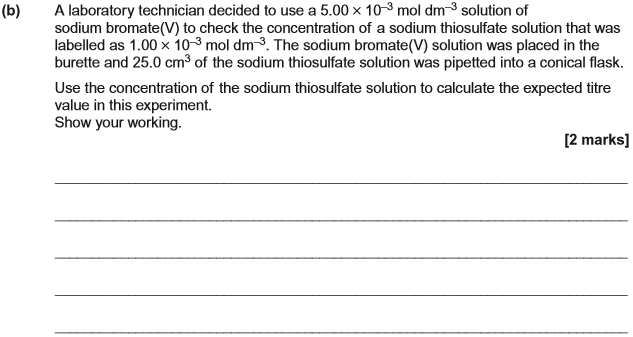 (b) A laboratory technician decided to use a 5.00 × 10⁻³ mol dm⁻³ solution of
sodium bromate(V) to check the concentration of a sodium thiosulfate solution that was
labelled as 1.00 × 10⁻³ mol dm⁻³. The sodium bromate(V) solution was placed in the
burette and 25.0 cm³ of the sodium thiosulfate solution was pipetted into a conical flask.
Use the concentration of the sodium thiosulfate solution to calculate the expected titre
value in this experiment.
Show your working.
[2 marks]